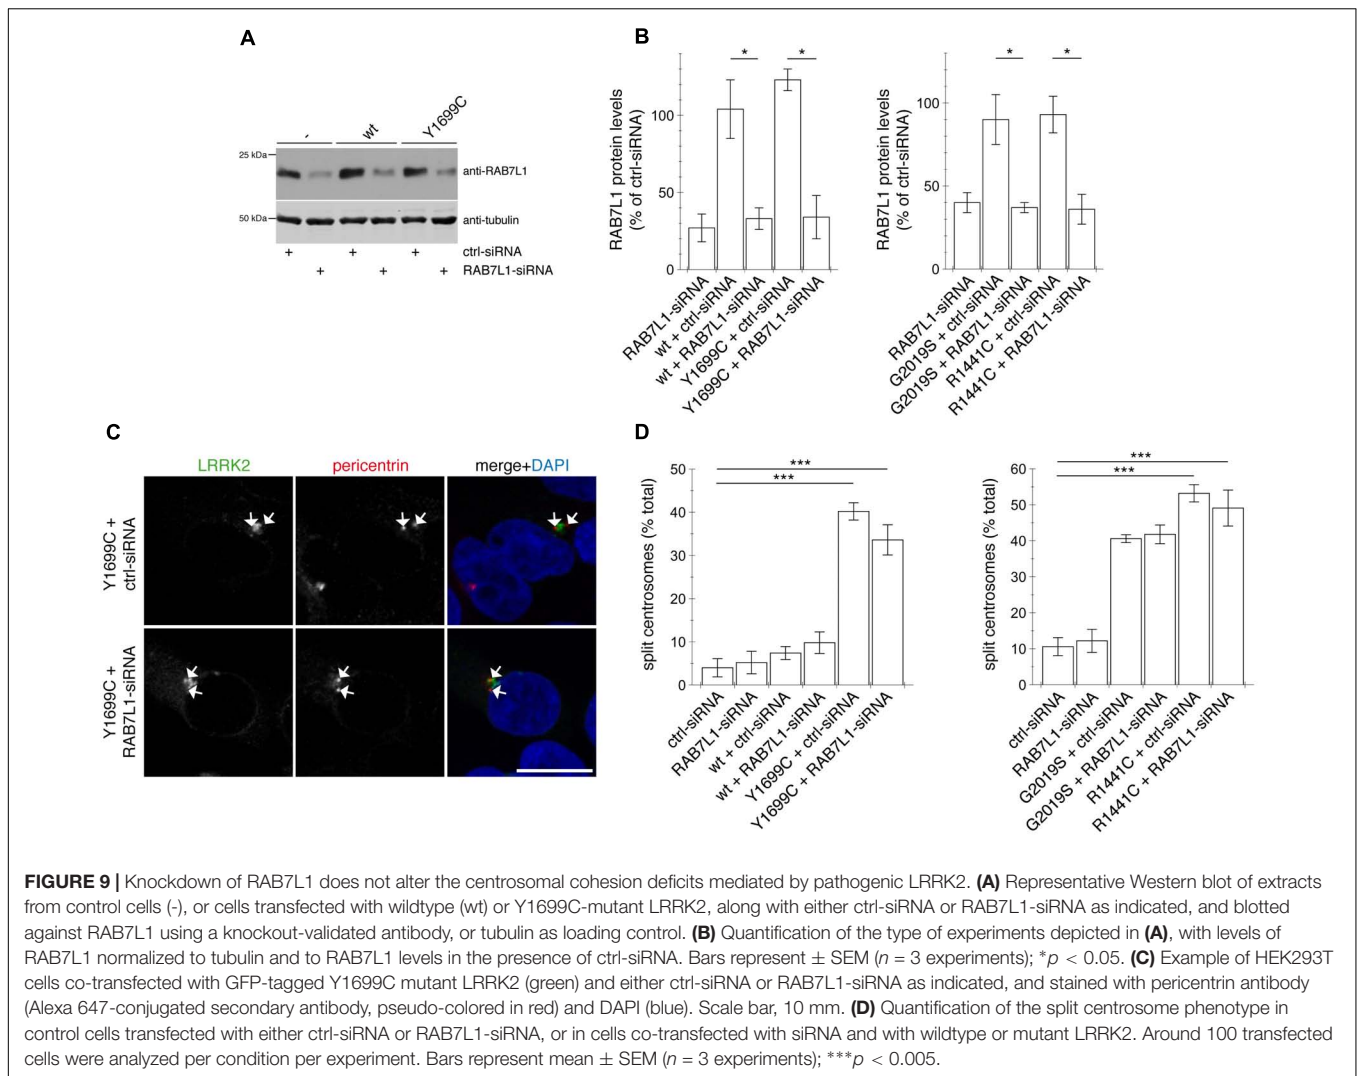 A
-
wt
Y1699C
25 kDa
anti-RAB7L1
50 kDa
anti-tubulin
+ + + ctrl-siRNA
+ + + RAB7L1-siRNA
B
RAB7L1 protein levels
(% of ctrl-siRNA)
100
50
0
* *
RAB7L1-siRNA
wt + ctrl-siRNA
wt + RAB7L1-siRNA
Y1699C + ctrl-siRNA
Y1699C + RAB7L1-siRNA
RAB7L1 protein levels
(% of ctrl-siRNA)
100
50
0
* *
RAB7L1-siRNA
G2019S + ctrl-siRNA
G2019S + RAB7L1-siRNA
R1441C + ctrl-siRNA
R1441C + RAB7L1-siRNA
C
LRRK2 pericentrin merge+DAPI
Y1699C +
ctrl-siRNA
Y1699C +
RAB7L1-siRNA
D
split centrosomes (% total)
50
40
30
20
10
0
***
***
ctrl-siRNA
RAB7L1-siRNA
wt + ctrl-siRNA
wt + RAB7L1-siRNA
Y1699C + ctrl-siRNA
Y1699C + RAB7L1-siRNA
split centrosomes (% total)
60
50
40
30
20
10
0
***
***
ctrl-siRNA
RAB7L1-siRNA
G2019S + ctrl-siRNA
G2019S + RAB7L1-siRNA
R1441C + ctrl-siRNA
R1441C + RAB7L1-siRNA
FIGURE 9 | Knockdown of RAB7L1 does not alter the centrosomal cohesion deficits mediated by pathogenic LRRK2. (A) Representative Western blot of extracts
from control cells (-), or cells transfected with wildtype (wt) or Y1699C-mutant LRRK2, along with either ctrl-siRNA or RAB7L1-siRNA as indicated, and blotted
against RAB7L1 using a knockout-validated antibody, or tubulin as loading control. (B) Quantification of the type of experiments depicted in (A), with levels of
RAB7L1 normalized to tubulin and to RAB7L1 levels in the presence of ctrl-siRNA. Bars represent ± SEM (n = 3 experiments); *p < 0.05. (C) Example of HEK293T
cells co-transfected with GFP-tagged Y1699C mutant LRRK2 (green) and either ctrl-siRNA or RAB7L1-siRNA as indicated, and stained with pericentrin antibody
(Alexa 647-conjugated secondary antibody, pseudo-colored in red) and DAPI (blue). Scale bar, 10 mm. (D) Quantification of the split centrosome phenotype in
control cells transfected with either ctrl-siRNA or RAB7L1-siRNA, or in cells co-transfected with siRNA and with wildtype or mutant LRRK2. Around 100 transfected
cells were analyzed per condition per experiment. Bars represent mean ± SEM (n = 3 experiments); ***p < 0.005.